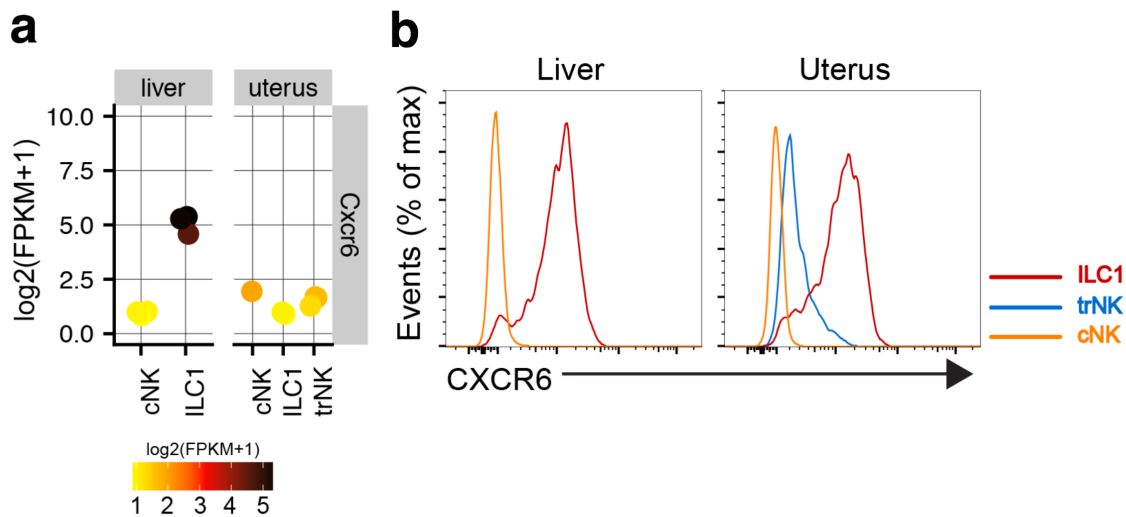 a
liver uterus
10.0
7.5
5.0
2.5
0.0
log2(FPKM+1)
Cxcr6
cNK ILC1 cNK ILC1 trNK
log2(FPKM+1)
1 2 3 4 5
b
Liver Uterus
Events (% of max)
CXCR6
ILC1
trNK
cNK